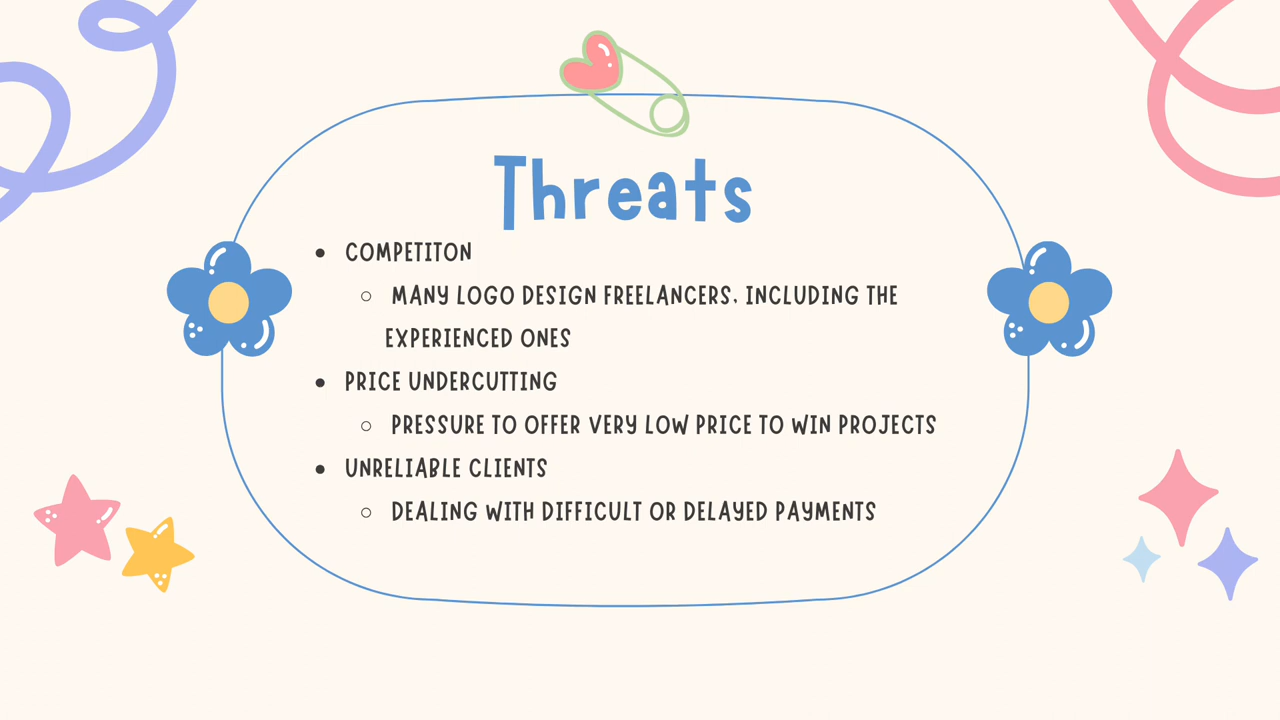 Threats
• COMPETITON
○ MANY LOGO DESIGN FREELANCERS, INCLUDING THE
EXPERIENCED ONES
• PRICE UNDERCUTTING
○ PRESSURE TO OFFER VERY LOW PRICE TO WIN PROJECTS
• UNRELIABLE CLIENTS
○ DEALING WITH DIFFICULT OR DELAYED PAYMENTS